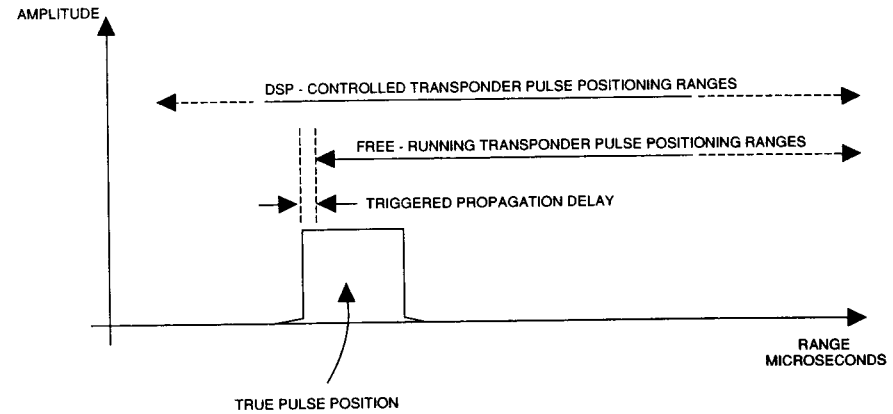 AMPLITUDE
DSP - CONTROLLED TRANSPONDER PULSE POSITIONING RANGES
FREE - RUNNING TRANSPONDER PULSE POSITIONING RANGES
TRIGGERED PROPAGATION DELAY
RANGE
MICROSECONDS
TRUE PULSE POSITION